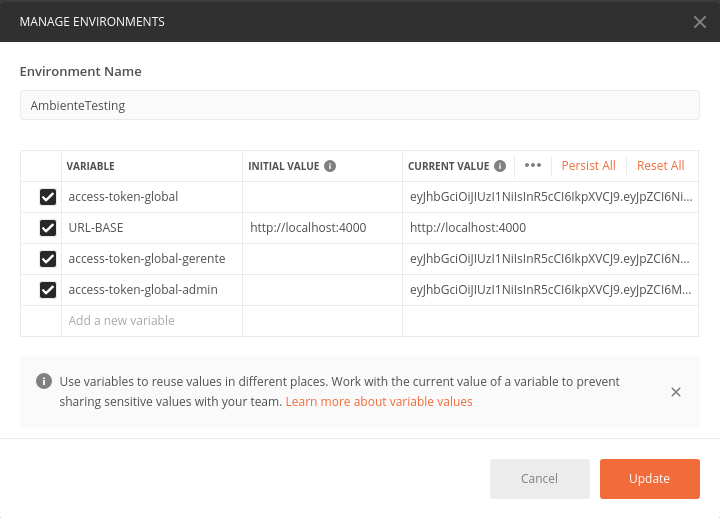 MANAGE ENVIRONMENTS
Environment Name
AmbienteTesting
VARIABLE INITIAL VALUE CURRENT VALUE ••• Persist All Reset All
access-token-global eyJhbGciOiJIUzI1NiIsInR5cCI6IkpXVCJ9.eyJpZCI6Ni...
URL-BASE http://localhost:4000 http://localhost:4000
access-token-global-gerente eyJhbGciOiJIUzI1NiIsInR5cCI6IkpXVCJ9.eyJpZCI6N...
access-token-global-admin eyJhbGciOiJIUzI1NiIsInR5cCI6IkpXVCJ9.eyJpZCI6M...
Add a new variable
Use variables to reuse values in different places. Work with the current value of a variable to prevent
sharing sensitive values with your team. Learn more about variable values
Cancel Update